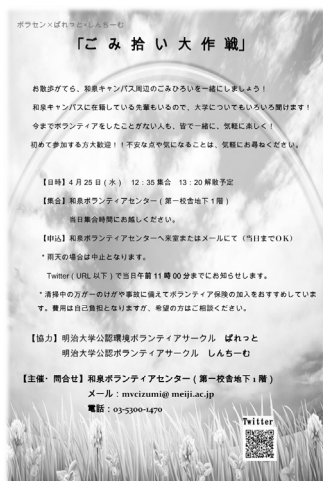 ボラセン×ぱれっと×しんちーむ
「ごみ拾い大作戦」
お散歩がてら、和泉キャンパス周辺のごみひろいを一緒にしましょう！
和泉キャンパスに在籍している先輩もいるので、大学についてもいろいろ聞けます！
今までボランティアをしたことがない人も、皆で一緒に、気軽に楽しく！
初めて参加する方大歓迎！！不安な点や気になることは、気軽にお尋ねください。
【日時】4月25日（水） 12：35集合 13：20解散予定
【集合】和泉ボランティアセンター（第一校舎地下1階）
当日集合時間にお越しください。
【申込】和泉ボランティアセンターへ来室またはメールにて（当日までOK）
*雨天の場合は中止となります。
Twitter（URL以下）で当日午前11時00分までにお知らせします。
*清掃中の万が一のけがや事故に備えてボランティア保険の加入をおすすめしていま
す。費用は自己負担となりますが、希望の方はご相談ください。
【協力】明治大学公認環境ボランティアサークル ぱれっと
明治大学公認ボランティアサークル しんちーむ
【主催・問合せ】和泉ボランティアセンター（第一校舎地下1階）
メール：mvcizumi@meiji.ac.jp
電話：03-5300-1470
Twitter